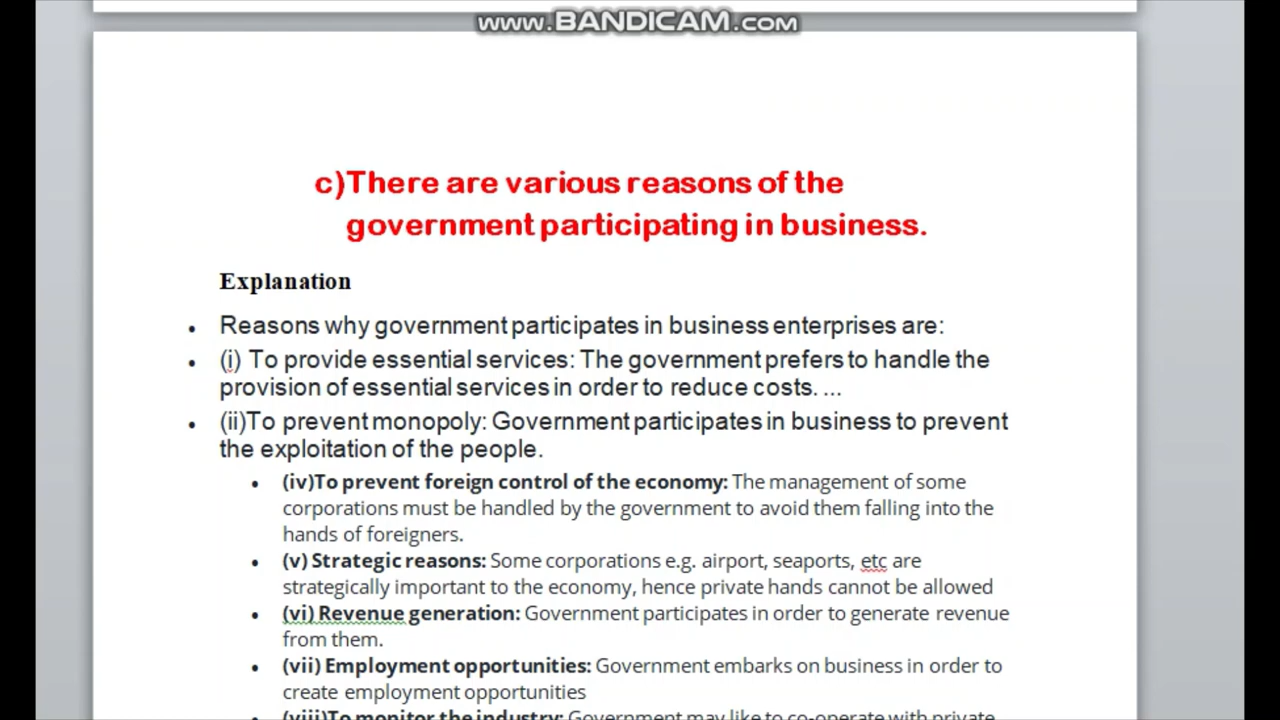 www.BANDICAM.com
c)There are various reasons of the
government participating in business.
Explanation
• Reasons why government participates in business enterprises are:
• (i) To provide essential services: The government prefers to handle the
provision of essential services in order to reduce costs. ...
• (ii)To prevent monopoly: Government participates in business to prevent
the exploitation of the people.
• (iv)To prevent foreign control of the economy: The management of some
corporations must be handled by the government to avoid them falling into the
hands of foreigners.
• (v) Strategic reasons: Some corporations e.g. airport, seaports, etc are
strategically important to the economy, hence private hands cannot be allowed
• (vi) Revenue generation: Government participates in order to generate revenue
from them.
• (vii) Employment opportunities: Government embarks on business in order to
create employment opportunities
• (viii)To monitor the industry: Government may like to co-operate with private